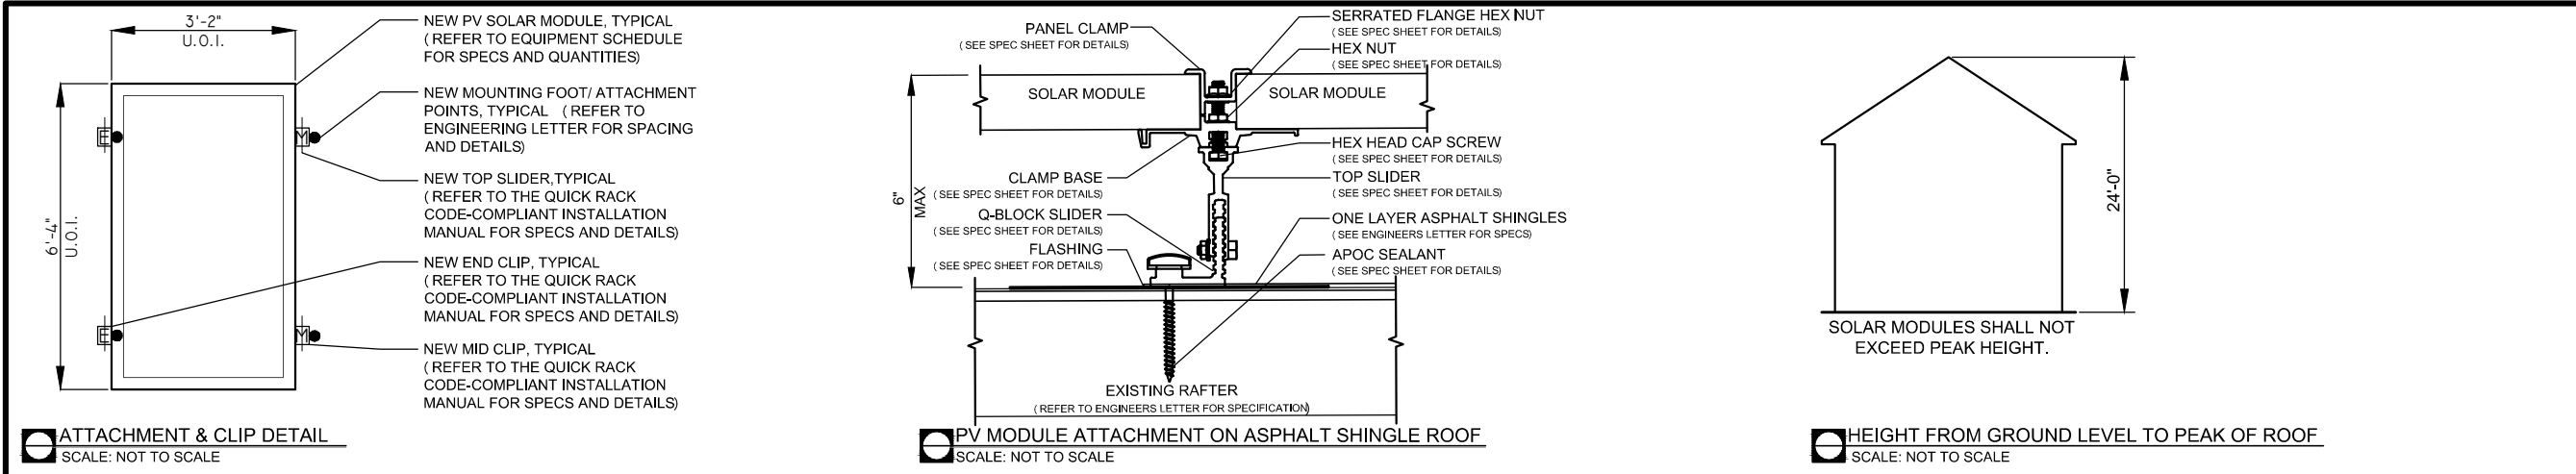 3'-2"
U.O.I.
6'-4"
U.O.I.
E
M
E
M
NEW PV SOLAR MODULE, TYPICAL
( REFER TO EQUIPMENT SCHEDULE
FOR SPECS AND QUANTITIES)
NEW MOUNTING FOOT/ ATTACHMENT
POINTS, TYPICAL ( REFER TO
ENGINEERING LETTER FOR SPACING
AND DETAILS)
NEW TOP SLIDER,TYPICAL
( REFER TO THE QUICK RACK
CODE-COMPLIANT INSTALLATION
MANUAL FOR SPECS AND DETAILS)
NEW END CLIP, TYPICAL
( REFER TO THE QUICK RACK
CODE-COMPLIANT INSTALLATION
MANUAL FOR SPECS AND DETAILS)
NEW MID CLIP, TYPICAL
( REFER TO THE QUICK RACK
CODE-COMPLIANT INSTALLATION
MANUAL FOR SPECS AND DETAILS)
ATTACHMENT & CLIP DETAIL
SCALE: NOT TO SCALE
PANEL CLAMP
( SEE SPEC SHEET FOR DETAILS)
SERRATED FLANGE HEX NUT
( SEE SPEC SHEET FOR DETAILS)
HEX NUT
( SEE SPEC SHEET FOR DETAILS)
SOLAR MODULE
SOLAR MODULE
6"
MAX
HEX HEAD CAP SCREW
( SEE SPEC SHEET FOR DETAILS)
CLAMP BASE
( SEE SPEC SHEET FOR DETAILS)
TOP SLIDER
( SEE SPEC SHEET FOR DETAILS)
Q-BLOCK SLIDER
( SEE SPEC SHEET FOR DETAILS)
ONE LAYER ASPHALT SHINGLES
( SEE ENGINEERS LETTER FOR SPECS)
FLASHING
( SEE SPEC SHEET FOR DETAILS)
APOC SEALANT
( SEE SPEC SHEET FOR DETAILS)
EXISTING RAFTER
( REFER TO ENGINEERS LETTER FOR SPECIFICATION)
PV MODULE ATTACHMENT ON ASPHALT SHINGLE ROOF
SCALE: NOT TO SCALE
24'-0"
SOLAR MODULES SHALL NOT
EXCEED PEAK HEIGHT.
HEIGHT FROM GROUND LEVEL TO PEAK OF ROOF
SCALE: NOT TO SCALE